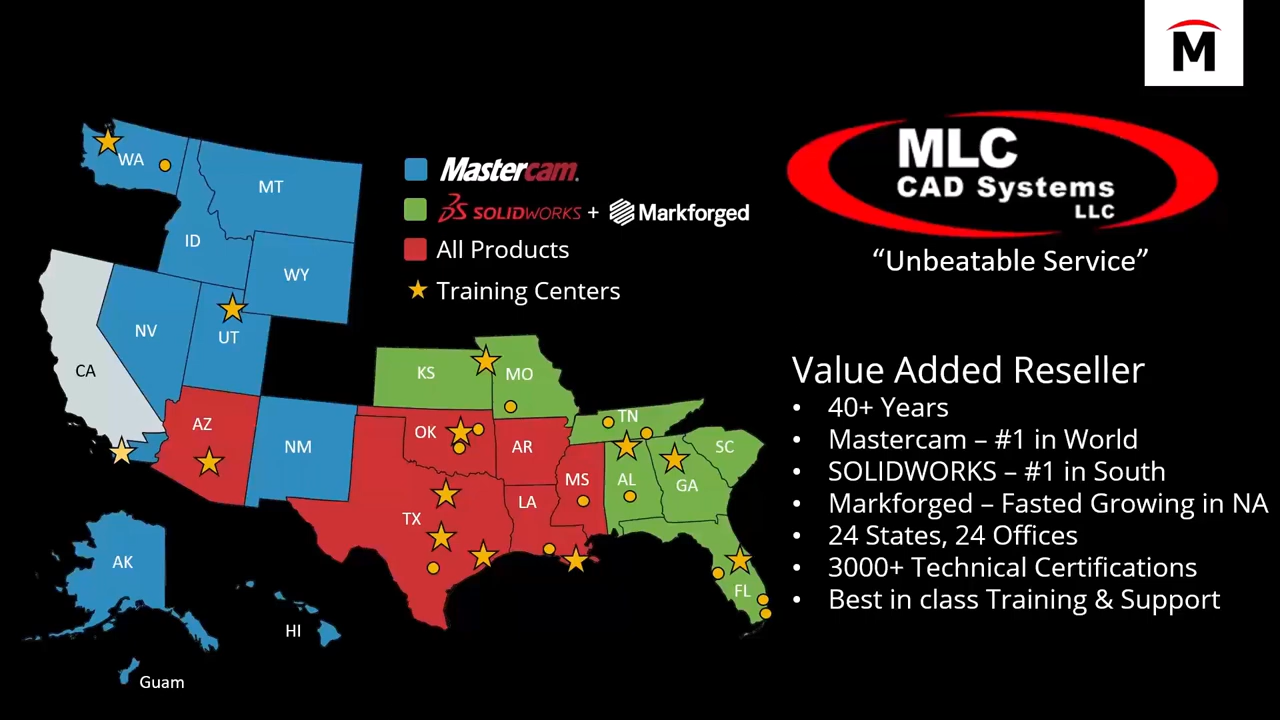 M
MLC
CAD Systems
LLC
"Unbeatable Service"
Mastercam.
SOLIDWORKS + Markforged
All Products
Training Centers
WA
MT
ID
WY
NV
UT
CA
AZ
NM
KS
MO
OK
AR
TN
SC
MS
AL
GA
LA
TX
FL
AK
HI
Guam
Value Added Reseller
• 40+ Years
• Mastercam – #1 in World
• SOLIDWORKS – #1 in South
• Markforged – Fasted Growing in NA
• 24 States, 24 Offices
• 3000+ Technical Certifications
• Best in class Training & Support